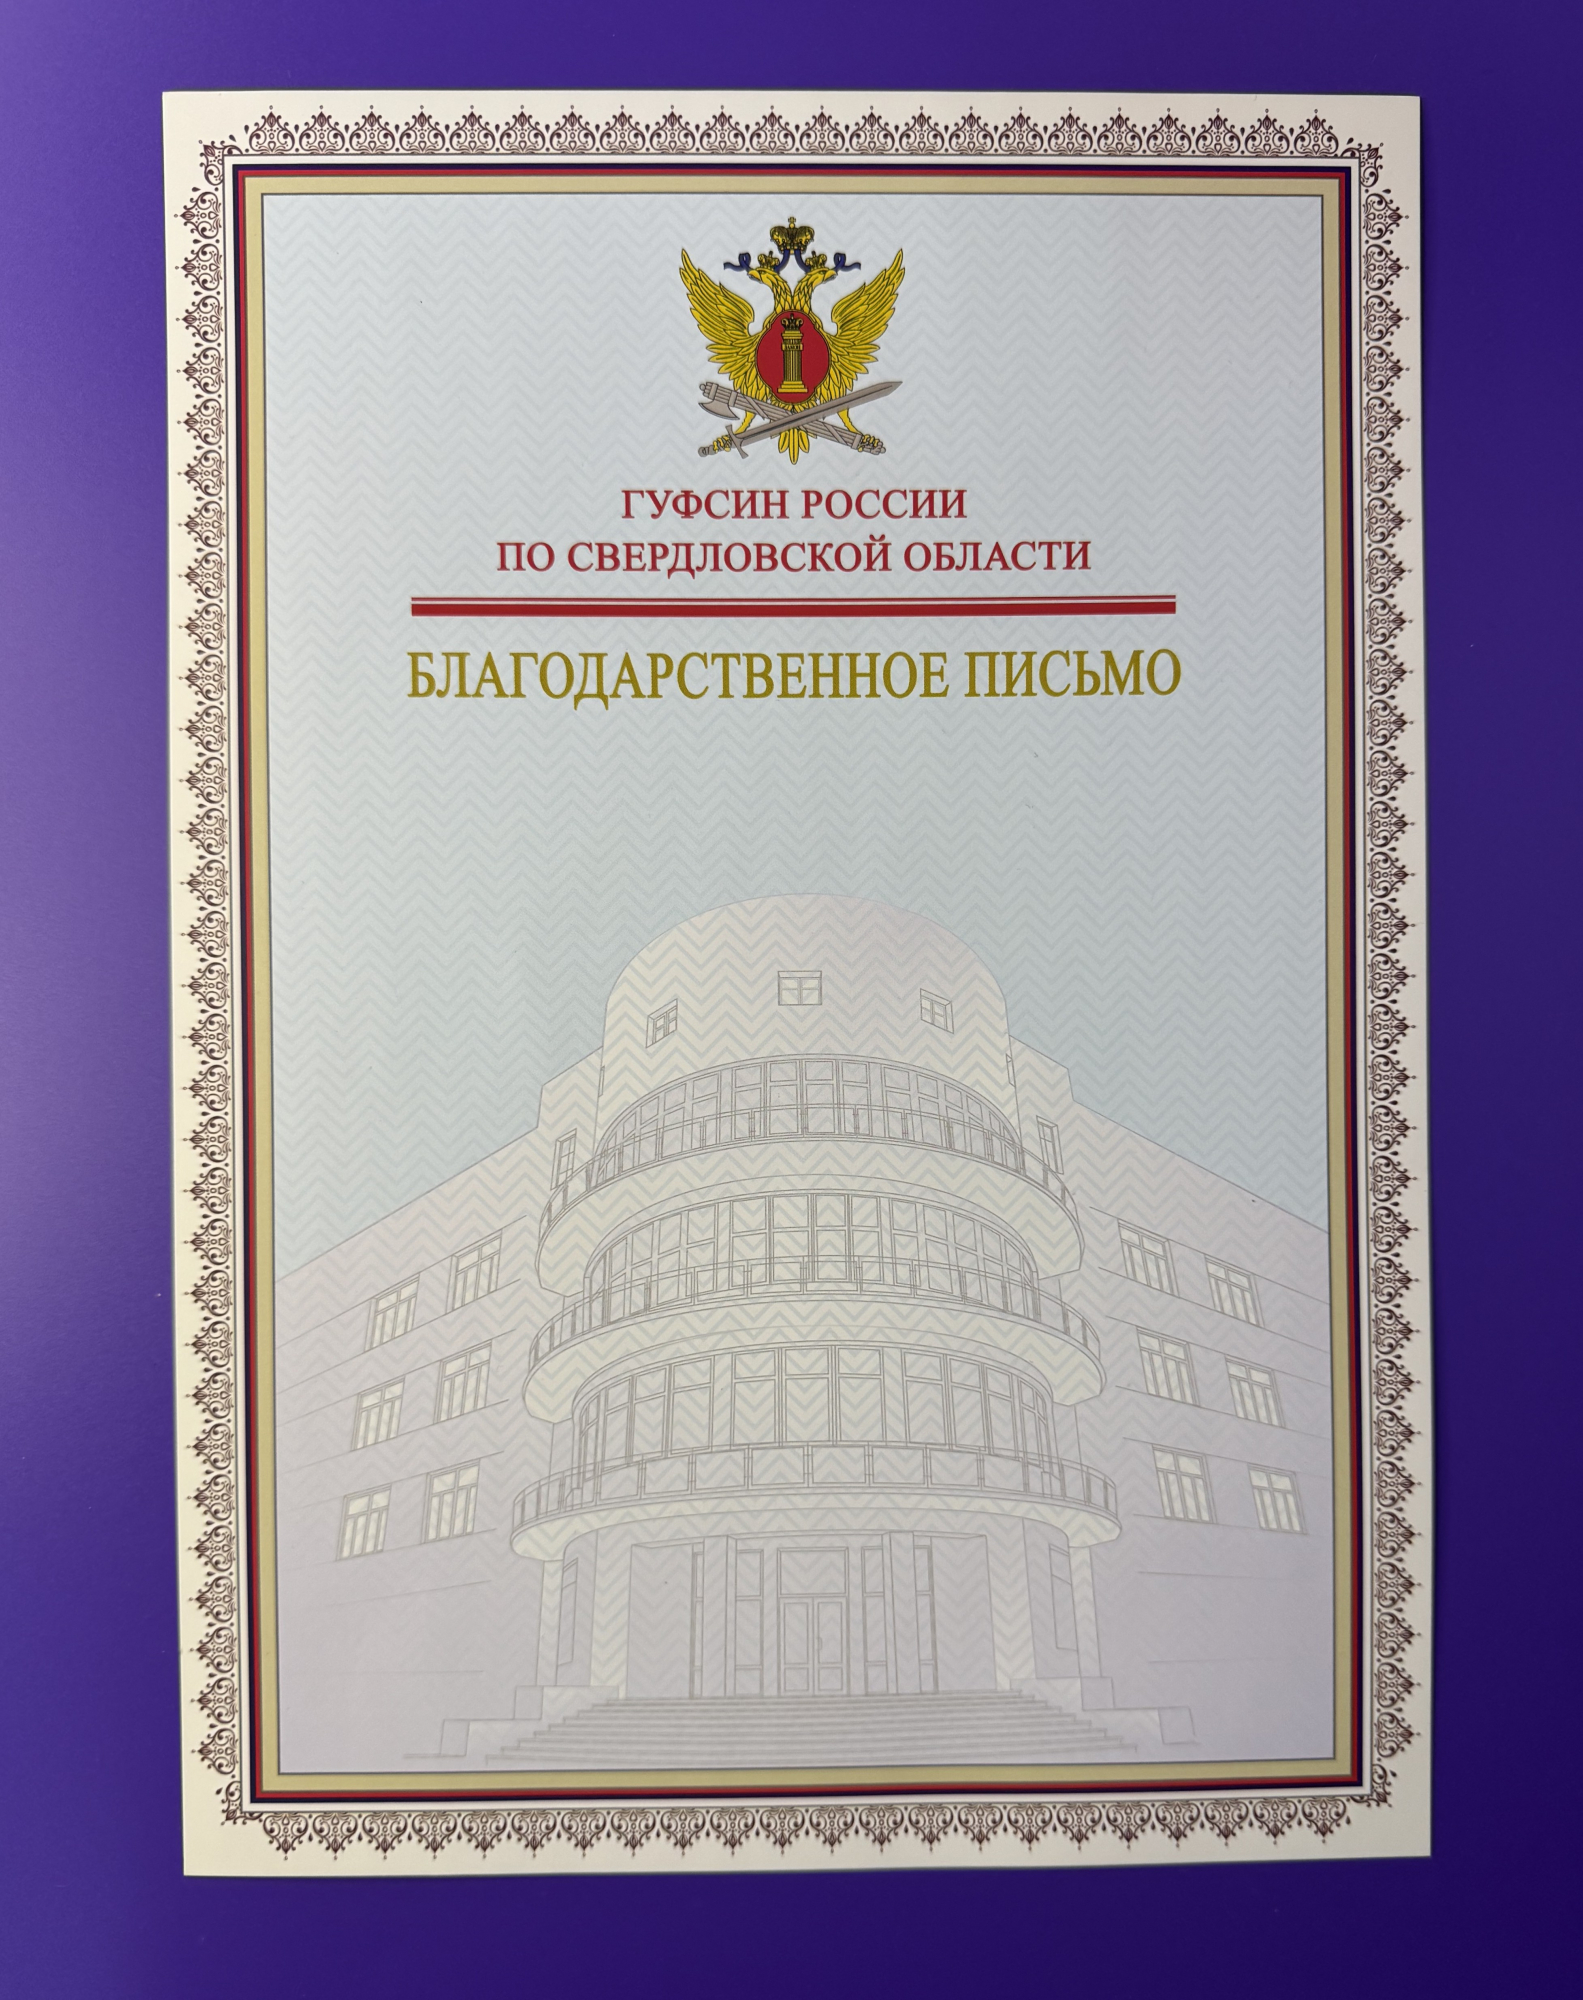 ГУФСИН РОССИИ
ПО СВЕРДЛОВСКОЙ ОБЛАСТИ
БЛАГОДАРСТВЕННОЕ ПИСЬМО